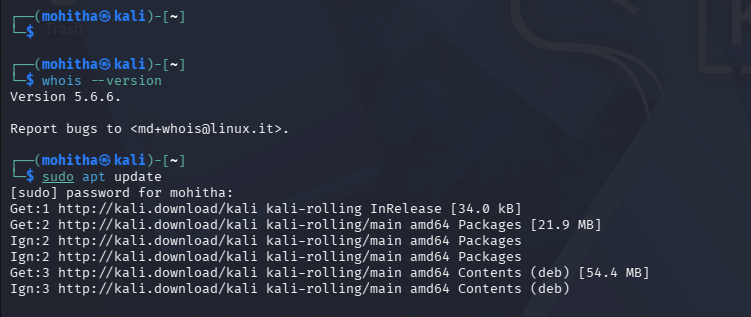 ┌──(mohitha㉿kali)-[~]
└─$
Trash
┌──(mohitha㉿kali)-[~]
└─$ whois --version
Version 5.6.6.
Report bugs to <md+whois@linux.it>.
┌──(mohitha㉿kali)-[~]
└─$ sudo apt update
[sudo] password for mohitha:
Get:1 http://kali.download/kali kali-rolling InRelease [34.0 kB]
Get:2 http://kali.download/kali kali-rolling/main amd64 Packages [21.9 MB]
Ign:2 http://kali.download/kali kali-rolling/main amd64 Packages
Ign:2 http://kali.download/kali kali-rolling/main amd64 Packages
Get:3 http://kali.download/kali kali-rolling/main amd64 Contents (deb) [54.4 MB]
Ign:3 http://kali.download/kali kali-rolling/main amd64 Contents (deb)